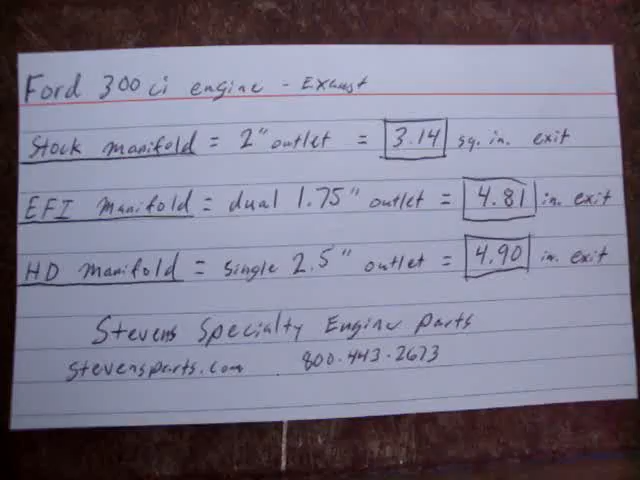 Ford 300 ci engine - Exaust
Stock manifold = 2" outlet = 3.14 sq. in. exit
EFI manifold = dual 1.75" outlet = 4.81 in. exit
HD manifold = single 2.5" outlet = 4.90 in. exit
Stevens Specialty Engine Parts
stevensparts.com 800.443.2673